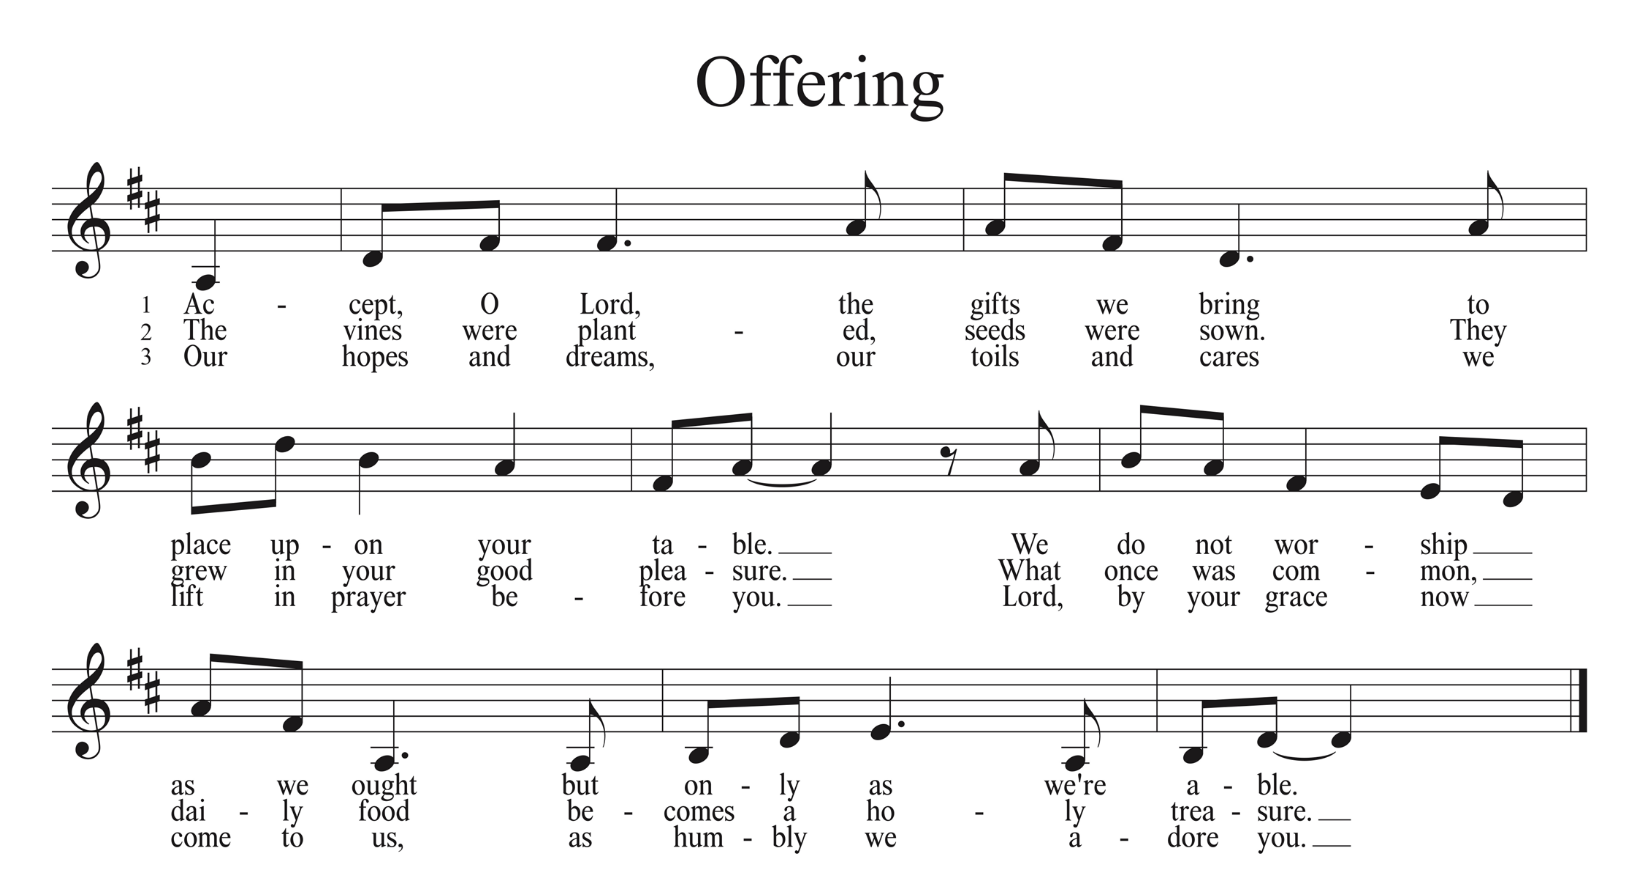 Offering
1 Ac - cept, O Lord, the gifts we bring to
2 The vines were plant - ed, seeds were sown. They
3 Our hopes and dreams, our toils and cares we
place up - on your ta - ble. We do not wor - ship
grew in your good plea - sure. What once was com - mon,
lift in prayer be - fore you. Lord, by your grace now
as we ought but on - ly as we're a - ble.
dai - ly food be - comes a ho - ly trea - sure.
come to us, as hum - bly we a - dore you.